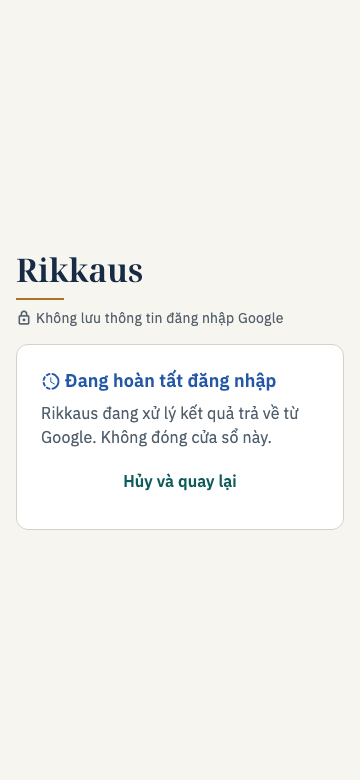 Rikkaus
Không lưu thông tin đăng nhập Google
Đang hoàn tất đăng nhập
Rikkaus đang xử lý kết quả trả về từ
Google. Không đóng cửa sổ này.
Hủy và quay lại